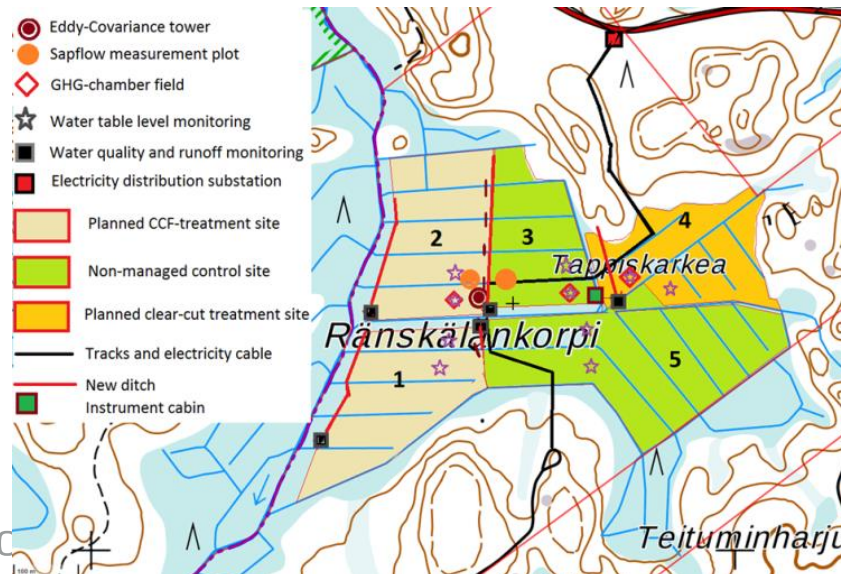 Eddy-Covariance tower
Sapflow measurement plot
GHG-chamber field
Water table level monitoring
Water quality and runoff monitoring
Electricity distribution substation
Planned CCF-treatment site
Non-managed control site
Planned clear-cut treatment site
Tracks and electricity cable
New ditch
Instrument cabin
4
2
3
Tappiskarkea
Ränskälänkorpi
1
5
Teituminharju